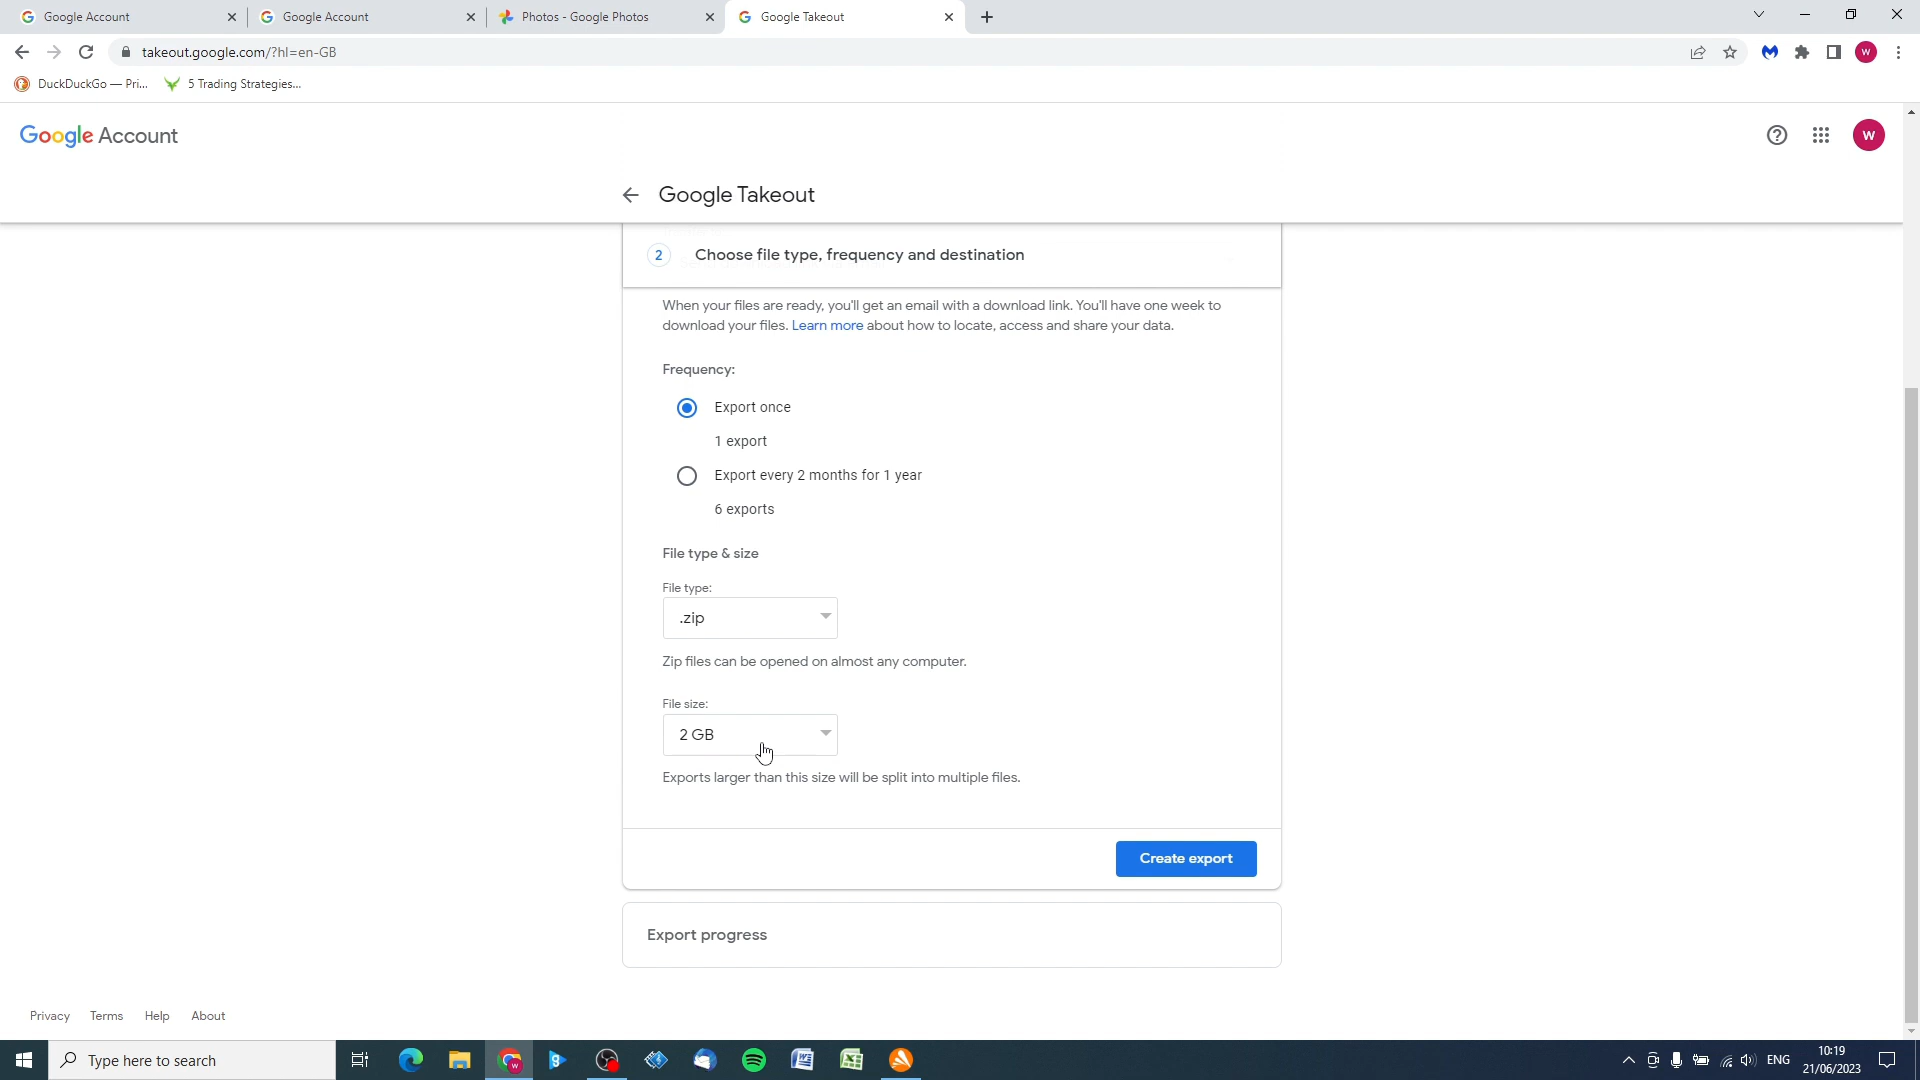 Google Account
Google Account
Photos - Google Photos
Google Takeout
takeout.google.com/?hl=en-GB
W
DuckDuckGo — Pri...
5 Trading Strategies...
Google Account
W
Google Takeout
2
Choose file type, frequency and destination
When your files are ready, you'll get an email with a download link. You'll have one week to
download your files. Learn more about how to locate, access and share your data.
Frequency:
Export once
1 export
Export every 2 months for 1 year
6 exports
File type & size
File type:
.zip
Zip files can be opened on almost any computer.
File size:
2 GB
Exports larger than this size will be split into multiple files.
Create export
Export progress
Privacy Terms Help About
Type here to search
ENG
10:19
21/06/2023